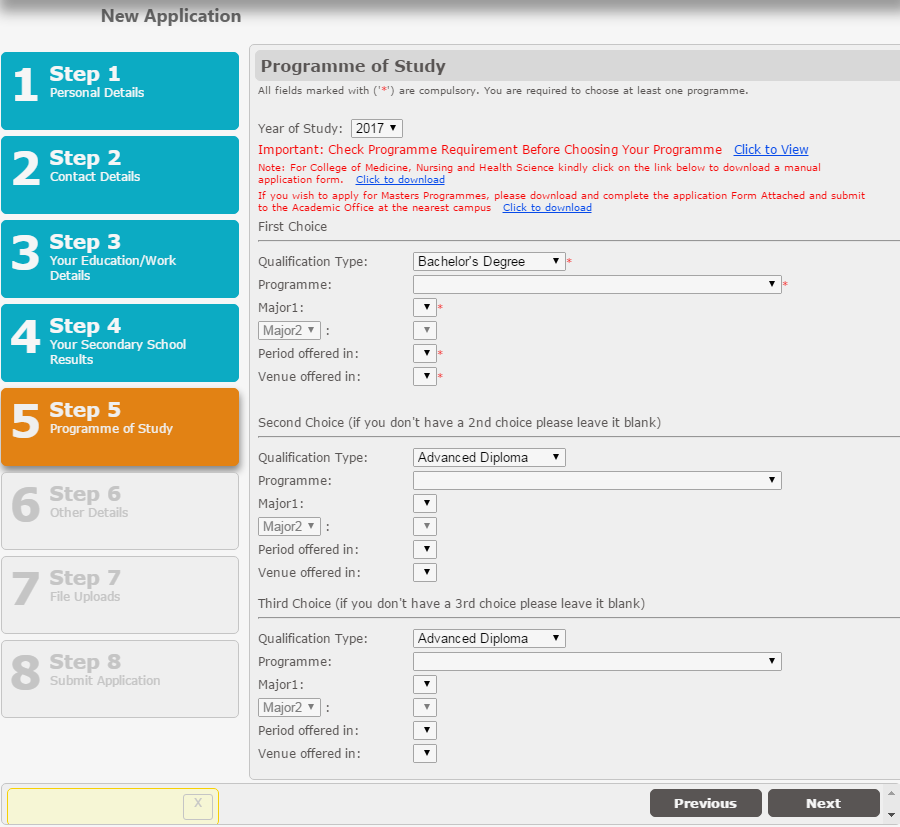 New Application
1
Step 1
Personal Details
2
Step 2
Contact Details
3
Step 3
Your Education/Work
Details
4
Step 4
Your Secondary School
Results
5
Step 5
Programme of Study
6
Step 6
Other Details
7
Step 7
File Uploads
8
Step 8
Submit Application
Programme of Study
All fields marked with ('*') are compulsory. You are required to choose at least one programme.
Year of Study: 2017
Important: Check Programme Requirement Before Choosing Your Programme Click to View
Note: For College of Medicine, Nursing and Health Science kindly click on the link below to download a manual
application form. Click to download
If you wish to apply for Masters Programmes, please download and complete the application Form Attached and submit
to the Academic Office at the nearest campus Click to download
First Choice
Qualification Type: Bachelor's Degree *
Programme: *
Major1: *
Major2 :
Period offered in: *
Venue offered in: *
Second Choice (if you don't have a 2nd choice please leave it blank)
Qualification Type: Advanced Diploma
Programme:
Major1:
Major2 :
Period offered in:
Venue offered in:
Third Choice (if you don't have a 3rd choice please leave it blank)
Qualification Type: Advanced Diploma
Programme:
Major1:
Major2 :
Period offered in:
Venue offered in:
X
Previous
Next